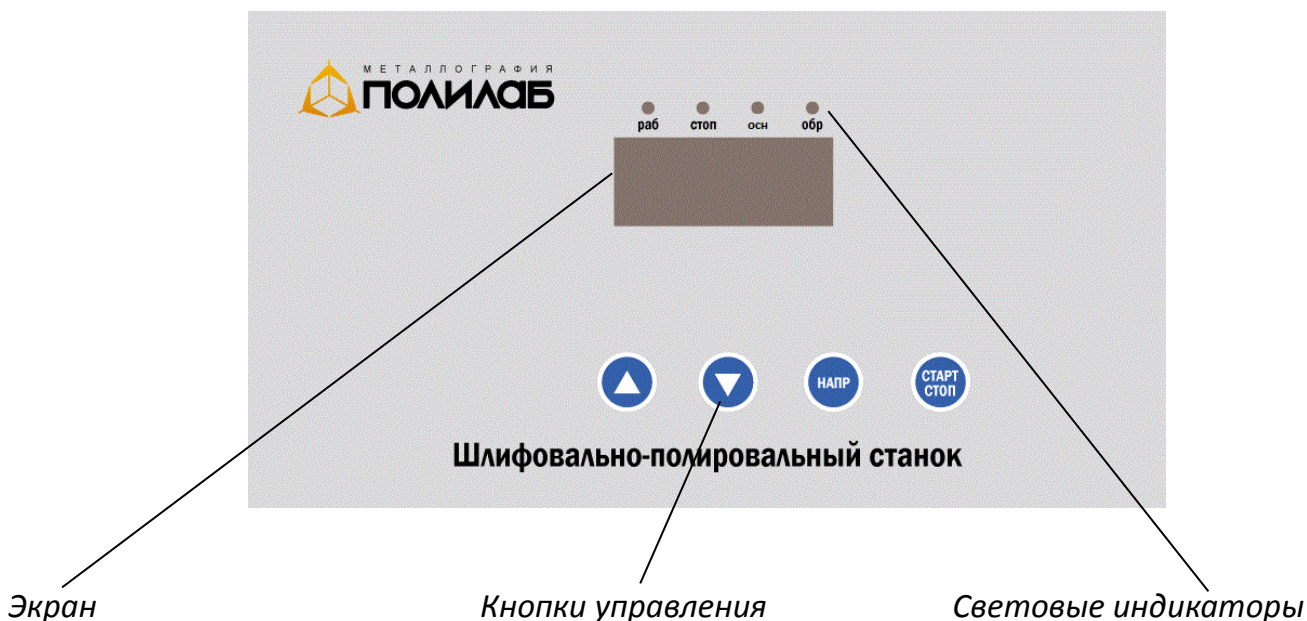 МЕТАЛЛОГРАФИЯ
ПОЛИЛАБ
раб стоп осн обр
НАПР
СТАРТ
СТОП
Шлифовально-полировальный станок
Экран Кнопки управления Световые индикаторы